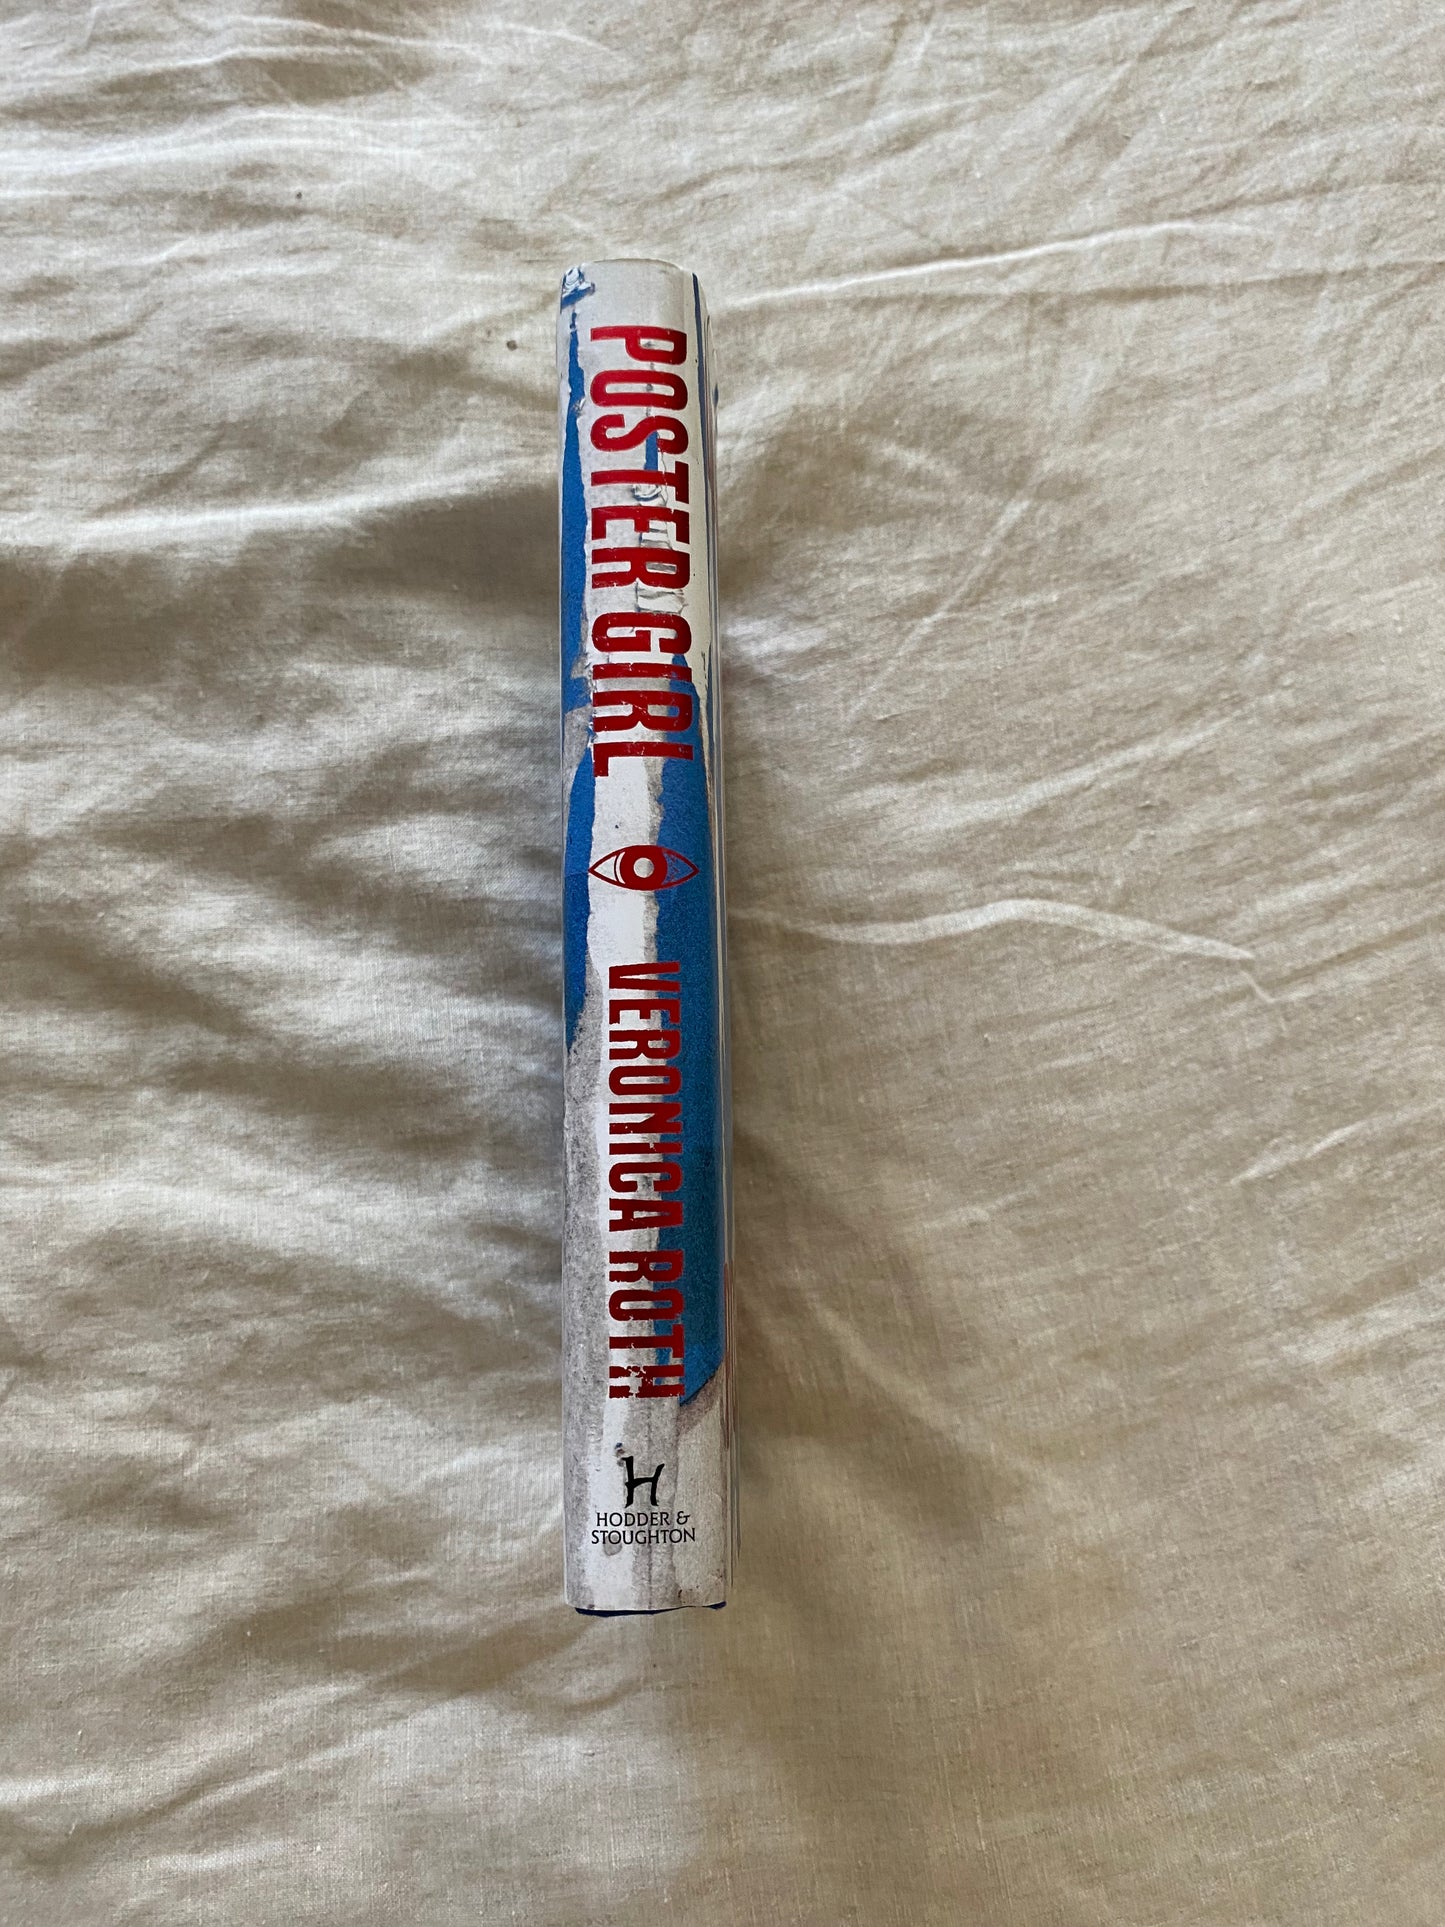 POSTER GIRL
VERONICA ROTH
H
HODDER &
STOUGHTON